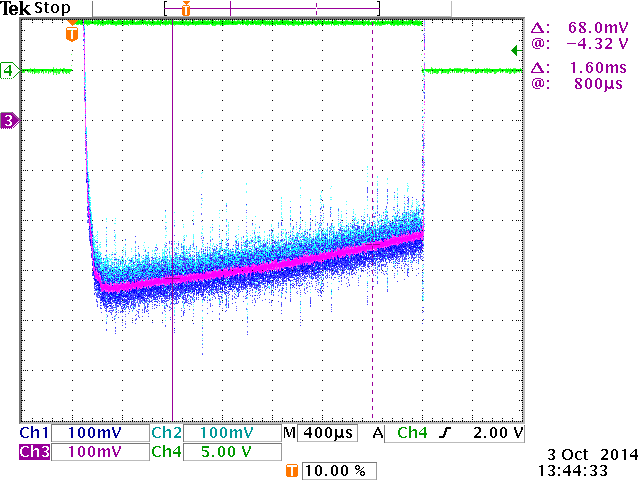 Tek Stop
T
T
Δ: 68.0mV
@: −4.32 V
Δ: 1.60ms
@: 800µs
4
3
Ch1 100mV Ch2 100mV M 400µs A Ch4 2.00 V
Ch3 100mV Ch4 5.00 V
T 10.00 %
3 Oct 2014
13:44:33